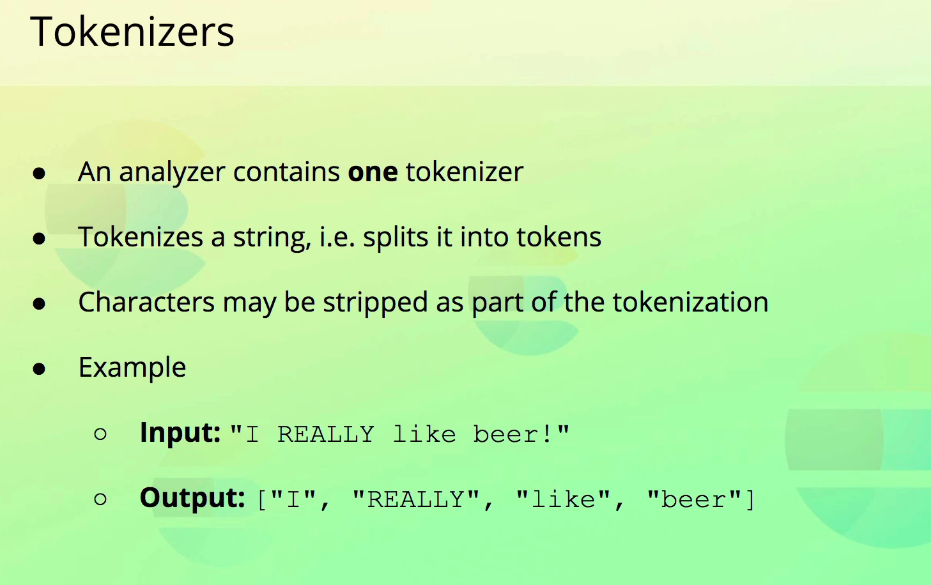 Tokenizers
● An analyzer contains one tokenizer
● Tokenizes a string, i.e. splits it into tokens
● Characters may be stripped as part of the tokenization
● Example
○ Input: "I REALLY like beer!"
○ Output: ["I", "REALLY", "like", "beer"]